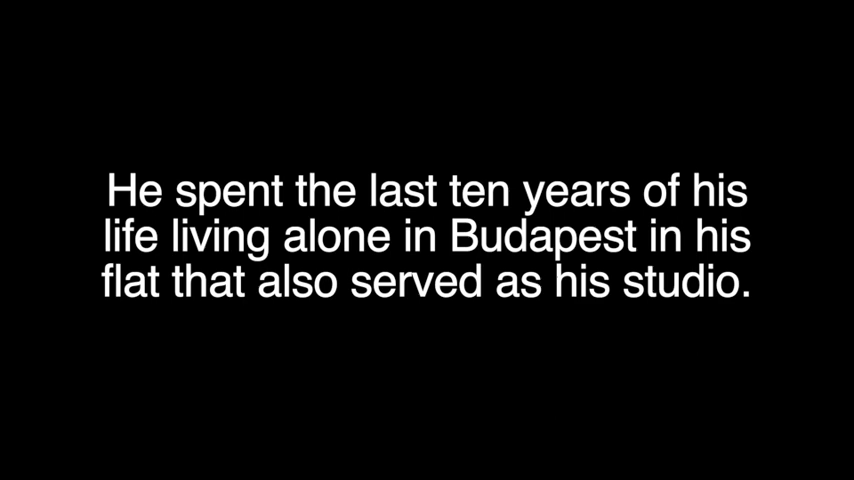 He spent the last ten years of his
life living alone in Budapest in his
flat that also served as his studio.